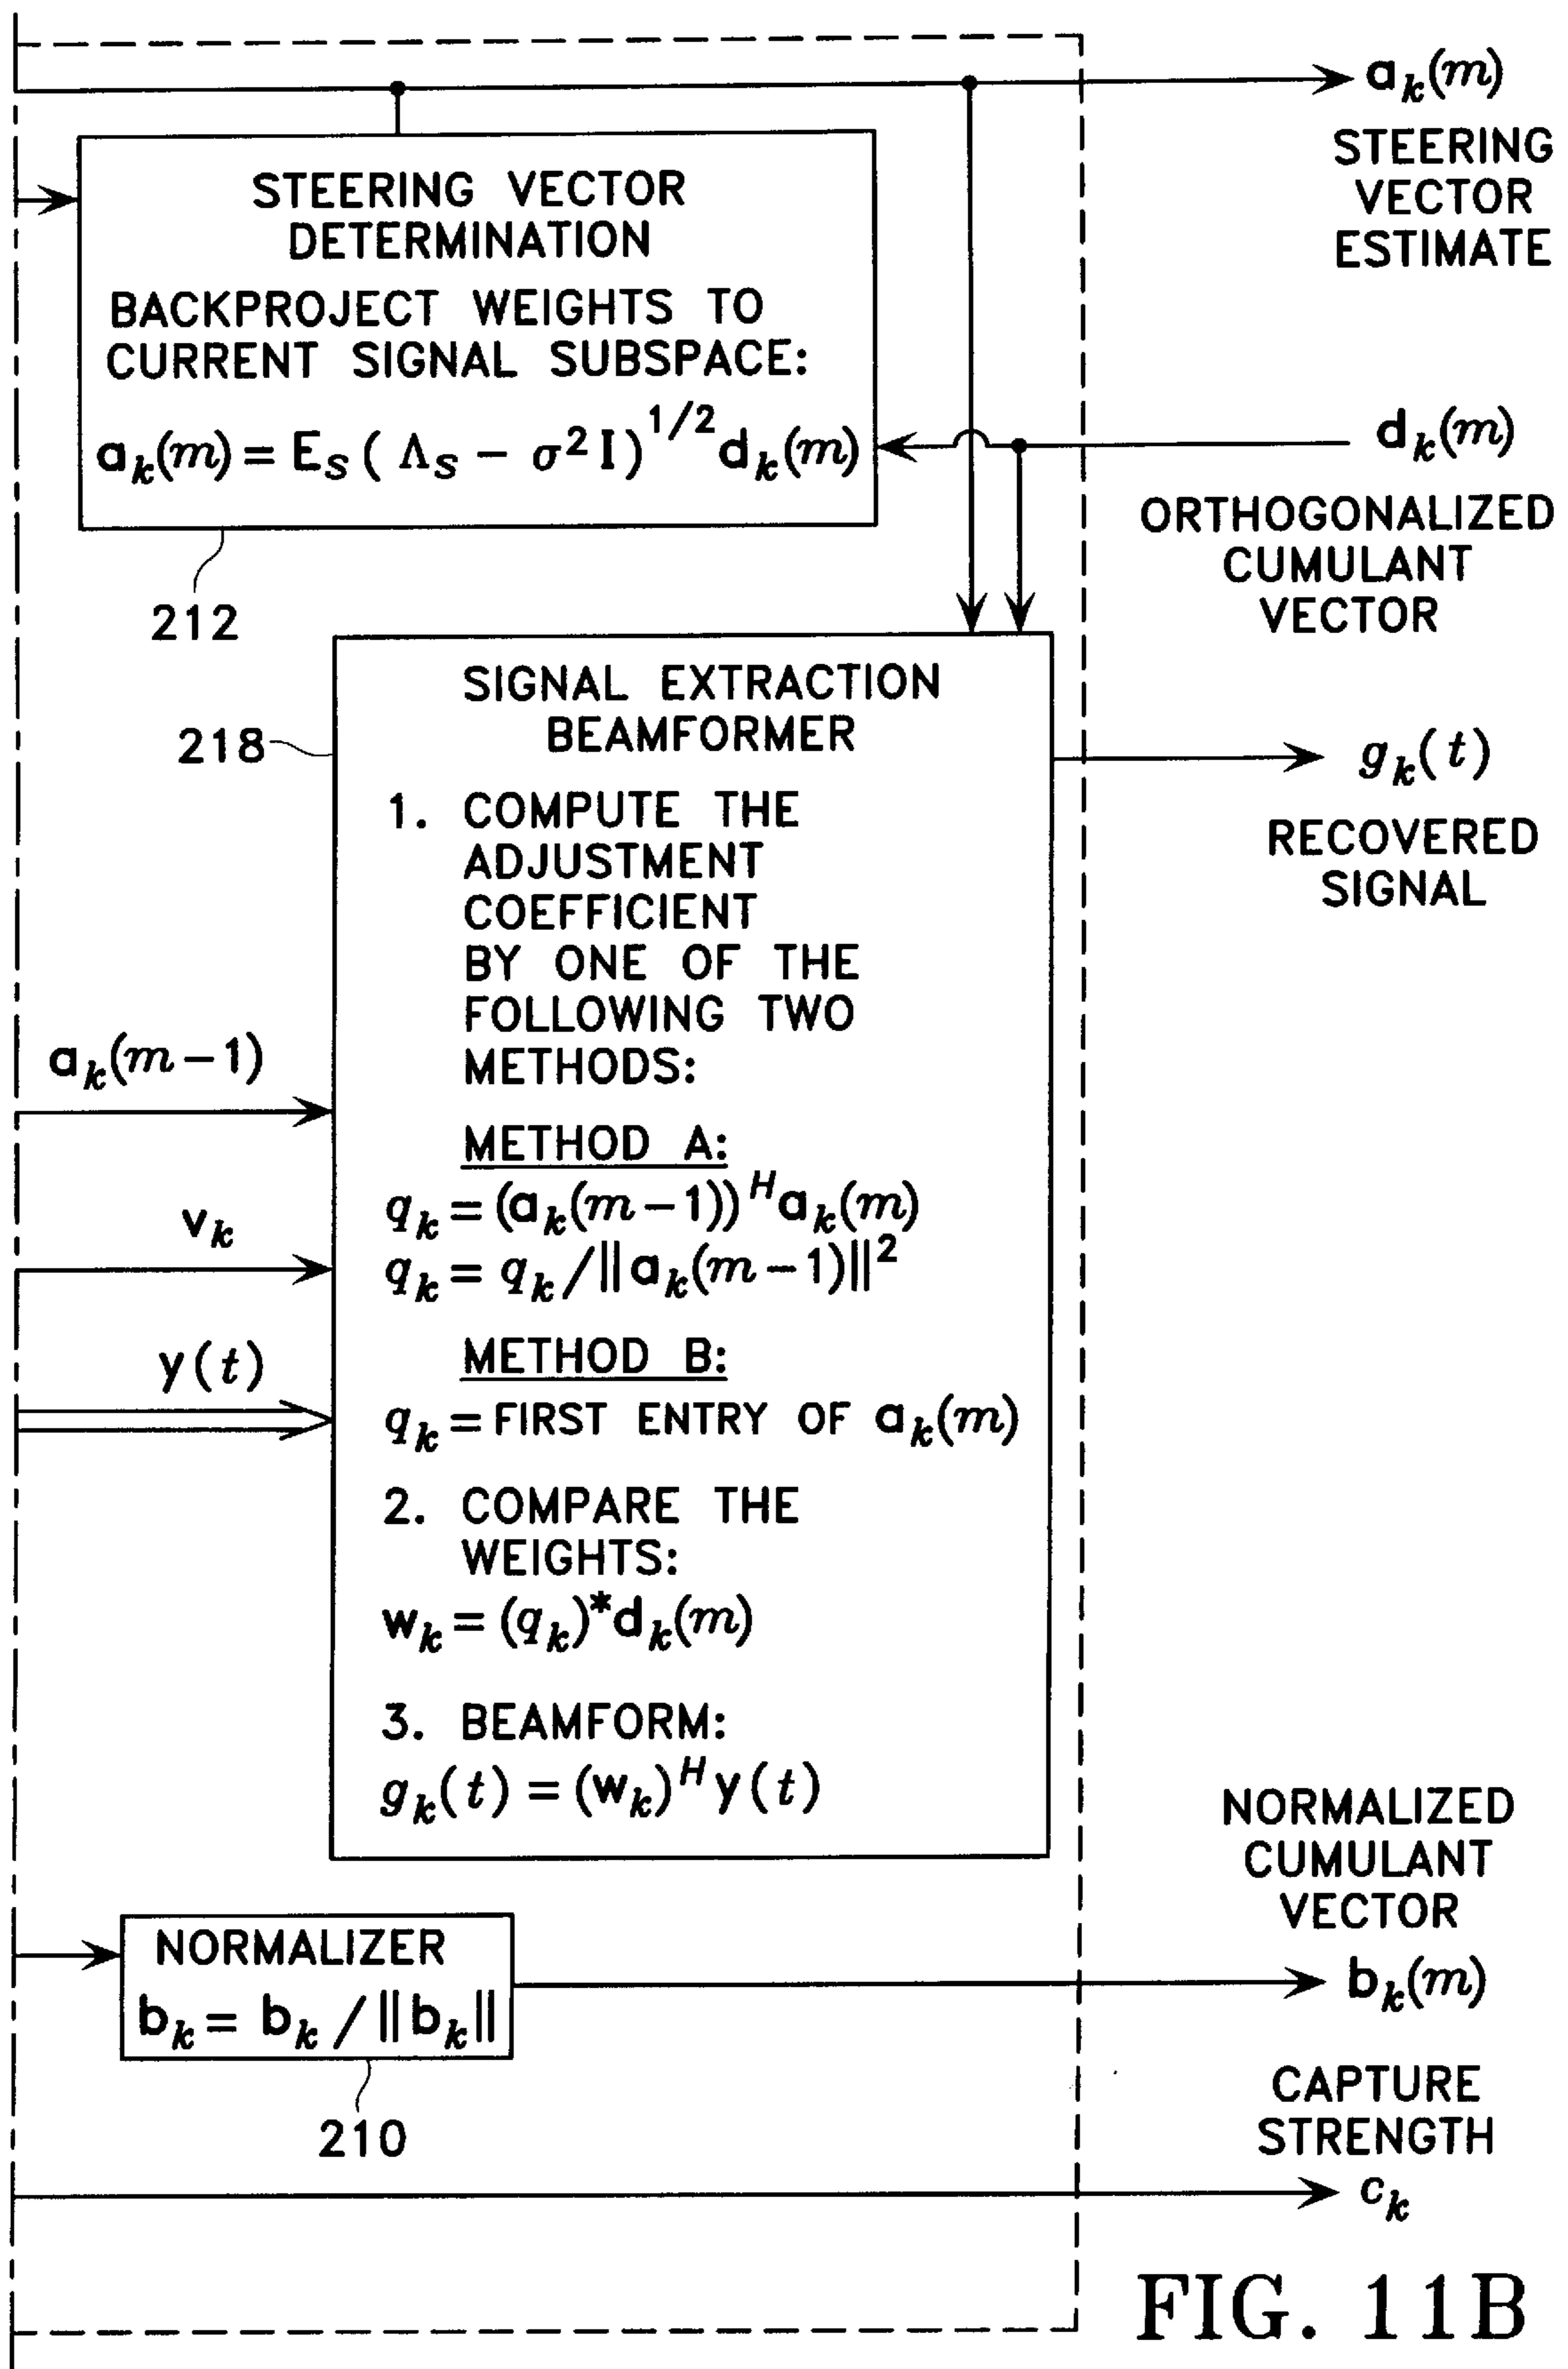 a_k(m)
STEERING
VECTOR
ESTIMATE
STEERING VECTOR
DETERMINATION
BACKPROJECT WEIGHTS TO
CURRENT SIGNAL SUBSPACE:
a_k(m) = E_S ( Λ_S − σ² I )^1/2 d_k(m)
212
d_k(m)
ORTHOGONALIZED
CUMULANT
VECTOR
SIGNAL EXTRACTION
BEAMFORMER
218
1. COMPUTE THE
ADJUSTMENT
COEFFICIENT
BY ONE OF THE
FOLLOWING TWO
METHODS:
METHOD A:
q_k = (a_k(m−1))^H a_k(m)
q_k = q_k / ||a_k(m−1)||²
METHOD B:
q_k = FIRST ENTRY OF a_k(m)
2. COMPARE THE
WEIGHTS:
w_k = (q_k)* d_k(m)
3. BEAMFORM:
g_k(t) = (w_k)^H y(t)
g_k(t)
RECOVERED
SIGNAL
a_k(m−1)
v_k
y(t)
NORMALIZER
b_k = b_k / ||b_k||
210
NORMALIZED
CUMULANT
VECTOR
b_k(m)
CAPTURE
STRENGTH
c_k
FIG. 11B